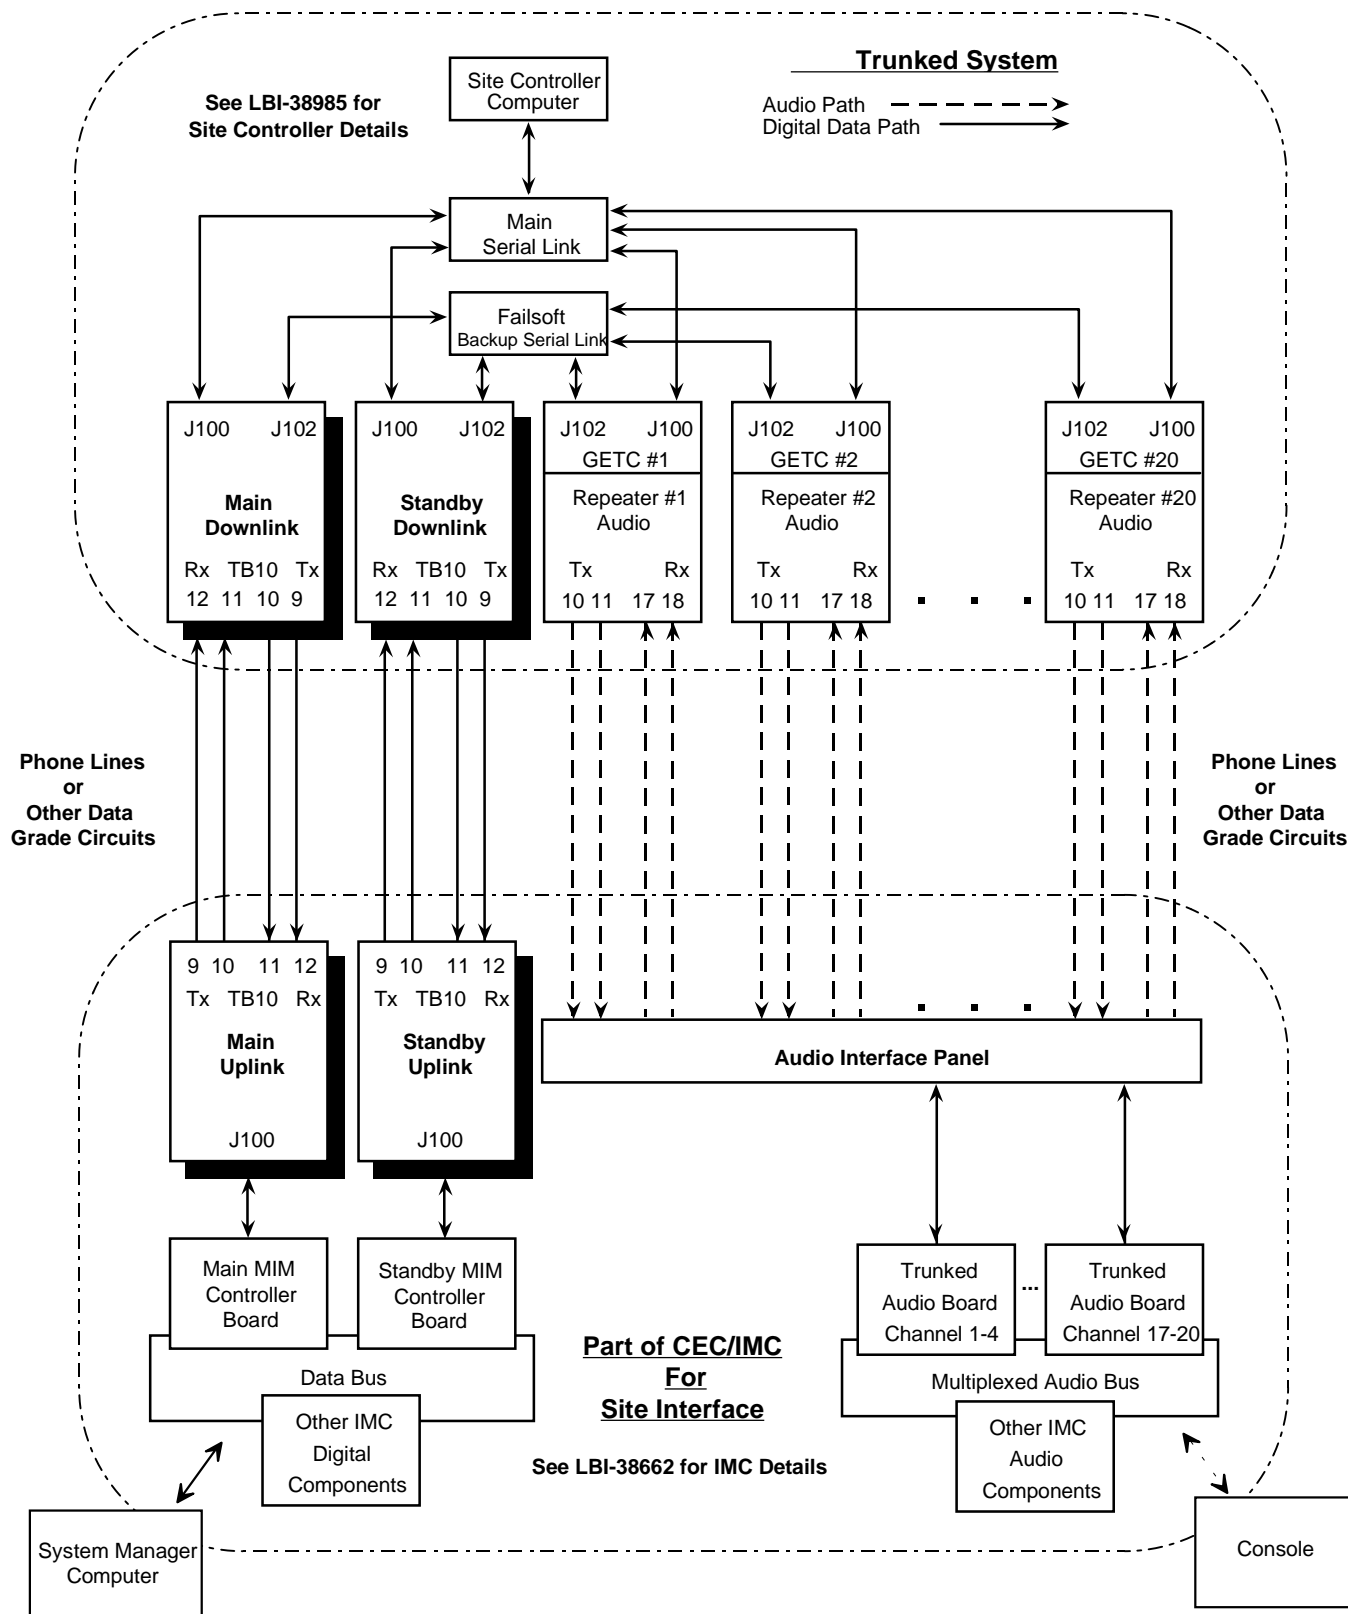 Trunked System
Site Controller
Computer
See LBI-38985 for
Site Controller Details
Audio Path
Digital Data Path
Main
Serial Link
Failsoft
Backup Serial Link
J100 J102
Main
Downlink
Rx TB10 Tx
12 11 10 9
J100 J102
Standby
Downlink
Rx TB10 Tx
12 11 10 9
J102 J100
GETC #1
Repeater #1
Audio
Tx Rx
10 11 17 18
J102 J100
GETC #2
Repeater #2
Audio
Tx Rx
10 11 17 18
. . .
J102 J100
GETC #20
Repeater #20
Audio
Tx Rx
10 11 17 18
Phone Lines
or
Other Data
Grade Circuits
Phone Lines
or
Other Data
Grade Circuits
9 10 11 12
Tx TB10 Rx
Main
Uplink
J100
9 10 11 12
Tx TB10 Rx
Standby
Uplink
J100
. . .
Audio Interface Panel
Main MIM
Controller
Board
Standby MIM
Controller
Board
Data Bus
Other IMC
Digital
Components
Part of CEC/IMC
For
Site Interface
See LBI-38662 for IMC Details
Trunked
Audio Board
Channel 1-4
...
Trunked
Audio Board
Channel 17-20
Multiplexed Audio Bus
Other IMC
Audio
Components
System Manager
Computer
Console